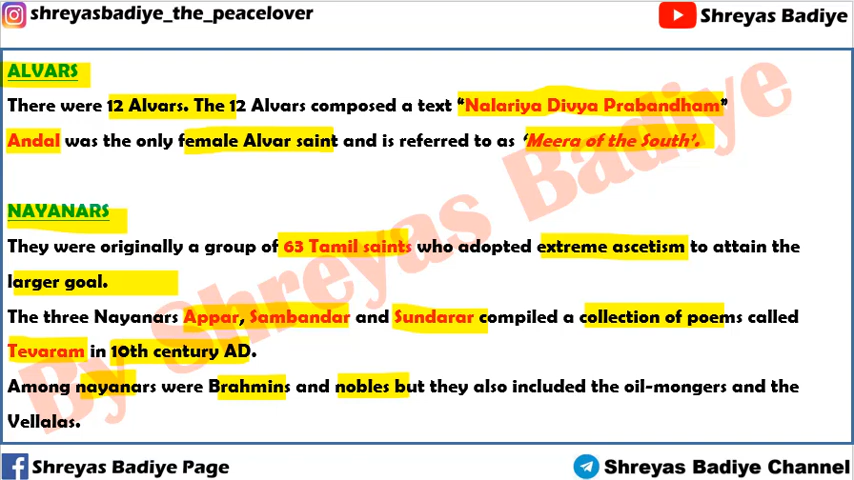 shreyasbadiye_the_peacelover
Shreyas Badiye
ALVARS
There were 12 Alvars. The 12 Alvars composed a text “Nalariya Divya Prabandham”
Andal was the only female Alvar saint and is referred to as ‘Meera of the South’.
NAYANARS
They were originally a group of 63 Tamil saints who adopted extreme ascetism to attain the
larger goal.
The three Nayanars Appar, Sambandar and Sundarar compiled a collection of poems called
Tevaram in 10th century AD.
Among nayanars were Brahmins and nobles but they also included the oil-mongers and the
Vellalas.
By Shreyas Badiye
Shreyas Badiye Page
Shreyas Badiye Channel